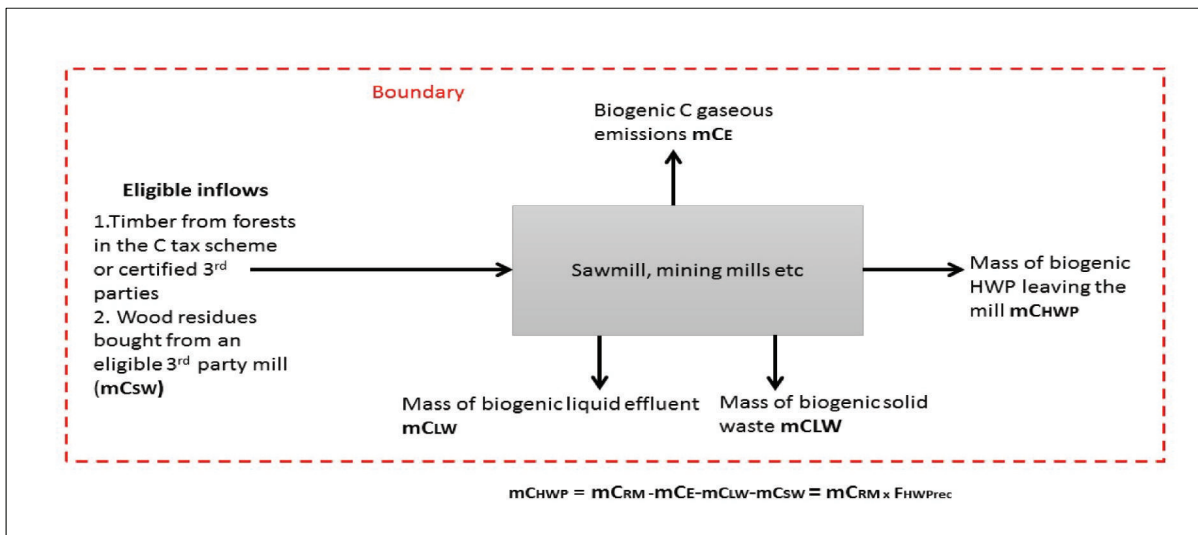 Boundary
Biogenic C gaseous
emissions mCE
Eligible inflows
1.Timber from forests
in the C tax scheme
or certified 3rd
parties
2. Wood residues
bought from an
eligible 3rd party mill
(mCsw)
Sawmill, mining mills etc
Mass of biogenic
HWP leaving the
mill mCHWP
Mass of biogenic liquid effluent
mCLW
Mass of biogenic solid
waste mCLW
mCHWP = mCRM -mCE-mCLW-mCsw = mCRM x FHWPrec